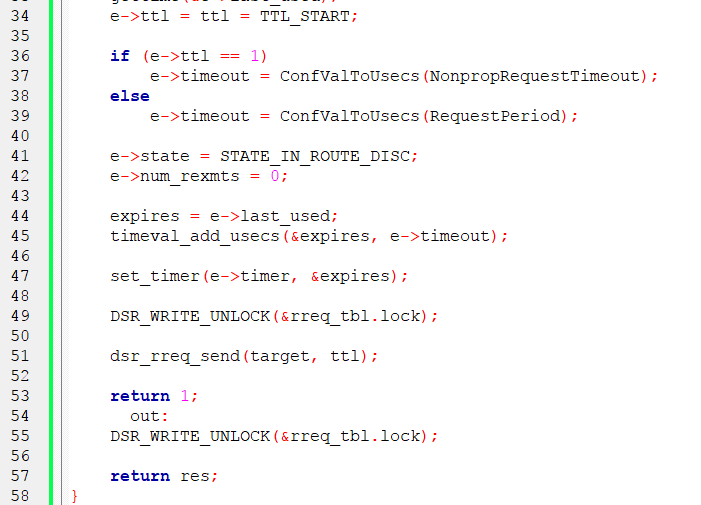 34 e->ttl = ttl = TTL_START;
35
36 if (e->ttl == 1)
37 e->timeout = ConfValToUsecs(NonpropRequestTimeout);
38 else
39 e->timeout = ConfValToUsecs(RequestPeriod);
40
41 e->state = STATE_IN_ROUTE_DISC;
42 e->num_rexmts = 0;
43
44 expires = e->last_used;
45 timeval_add_usecs(&expires, e->timeout);
46
47 set_timer(e->timer, &expires);
48
49 DSR_WRITE_UNLOCK(&rreq_tbl.lock);
50
51 dsr_rreq_send(target, ttl);
52
53 return 1;
54 out:
55 DSR_WRITE_UNLOCK(&rreq_tbl.lock);
56
57 return res;
58 }